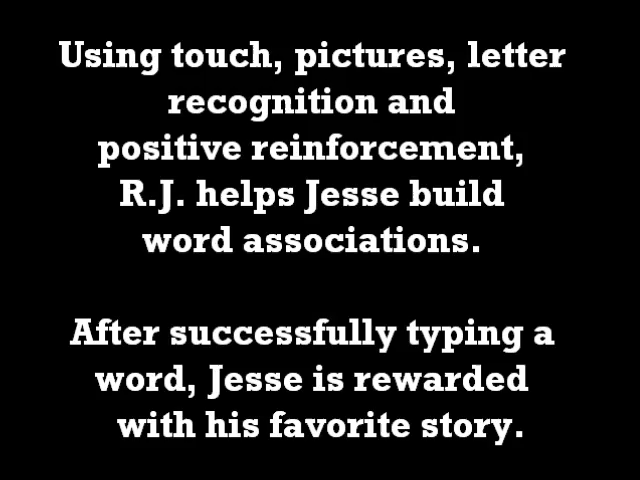 Using touch, pictures, letter
recognition and
positive reinforcement,
R.J. helps Jesse build
word associations.
After successfully typing a
word, Jesse is rewarded
with his favorite story.